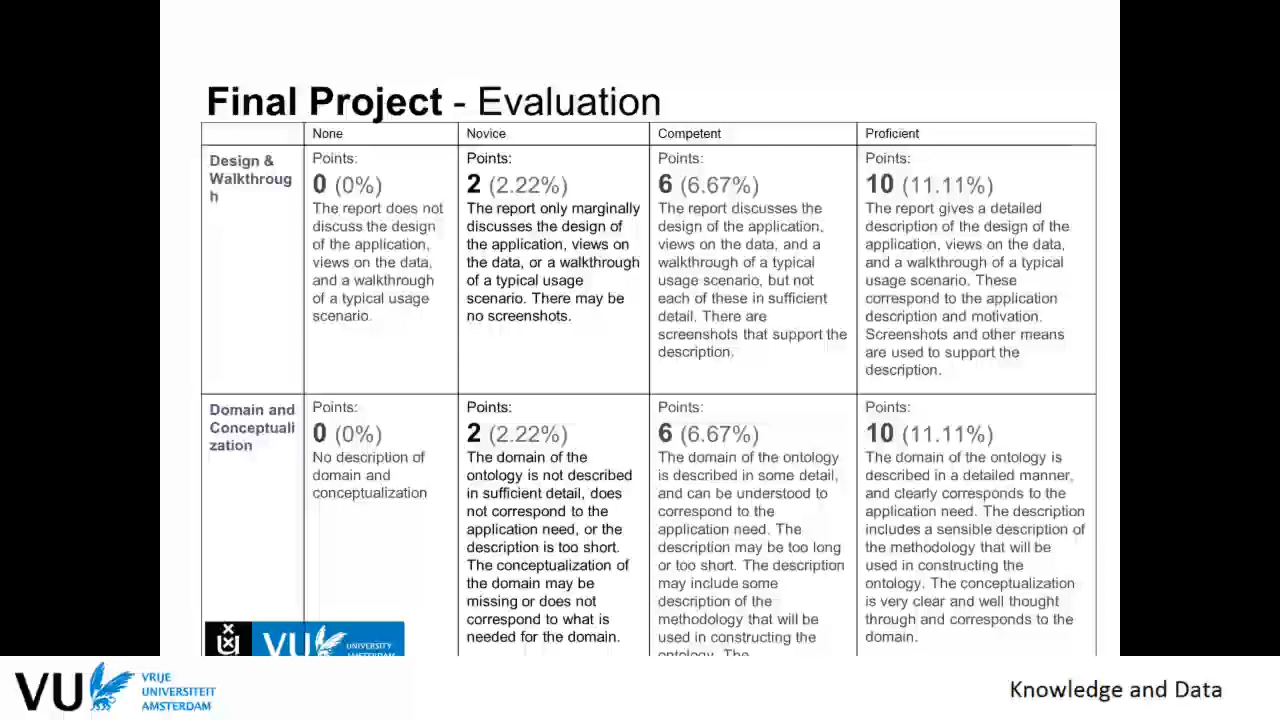 Final Project - Evaluation
None
Novice
Competent
Proficient
Design &
Walkthroug
h
Points:
0 (0%)
The report does not
discuss the design
of the application,
views on the data,
and a walkthrough
of a typical usage
scenario.
Points:
2 (2.22%)
The report only marginally
discusses the design of
the application, views on
the data, or a walkthrough
of a typical usage
scenario. There may be
no screenshots.
Points:
6 (6.67%)
The report discusses the
design of the application,
views on the data, and a
walkthrough of a typical
usage scenario, but not
each of these in sufficient
detail. There are
screenshots that support the
description.
Points:
10 (11.11%)
The report gives a detailed
description of the design of the
application, views on the data,
and a walkthrough of a typical
usage scenario. These
correspond to the application
description and motivation.
Screenshots and other means
are used to support the
description.
Domain and
Conceptuali
zation
Points:
0 (0%)
No description of
domain and
conceptualization
Points:
2 (2.22%)
The domain of the
ontology is not described
in sufficient detail, does
not correspond to the
application need, or the
description is too short.
The conceptualization of
the domain may be
missing or does not
correspond to what is
needed for the domain.
Points:
6 (6.67%)
The domain of the ontology
is described in some detail,
and can be understood to
correspond to the
application need. The
description may be too long
or too short. The description
may include some
description of the
methodology that will be
used in constructing the
ontology. The
Points:
10 (11.11%)
The domain of the ontology is
described in a detailed manner,
and clearly corresponds to the
application need. The description
includes a sensible description of
the methodology that will be
used in constructing the
ontology. The conceptualization
is very clear and well thought
through and corresponds to the
domain.
VU
UNIVERSITY
AMSTERDAM
VU
VRIJE
UNIVERSITEIT
AMSTERDAM
Knowledge and Data